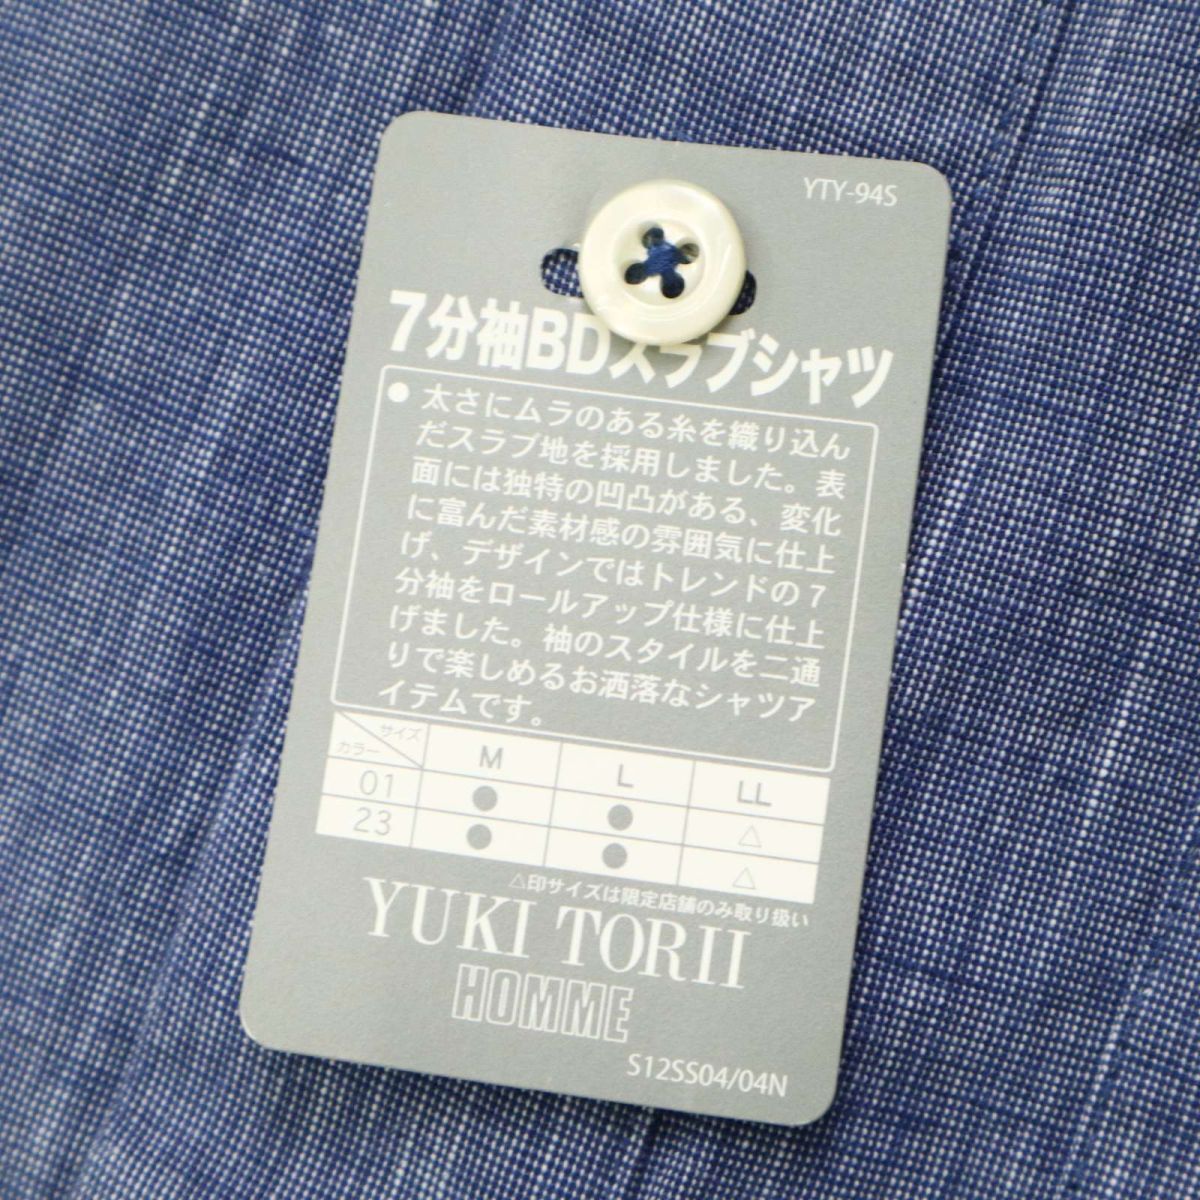 YTY-94S
7分袖BDスラブシャツ
● 太さにムラのある糸を織り込ん
だスラブ地を採用しました。表
面には独特の凹凸がある、変化
に富んだ素材感の雰囲気に仕上
げ、デザインではトレンドの7
分袖をロールアップ仕様に仕上
げました。袖のスタイルを二通
りで楽しめるお洒落なシャツア
イテムです。
サイズ
カラー M L LL
01 ● ● △
23 ● ● △
△印サイズは限定店舗のみ取り扱い
YUKI TORII
HOMME
S12SS04/04N